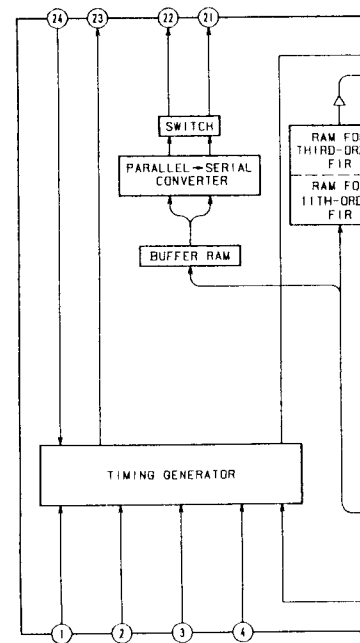 24 23 22 21
SWITCH
PARALLEL→SERIAL
CONVERTER
BUFFER RAM
RAM FO
THIRD-ORD
FIR
RAM FO
11TH-ORD
FIR
TIMING GENERATOR
1 2 3 4